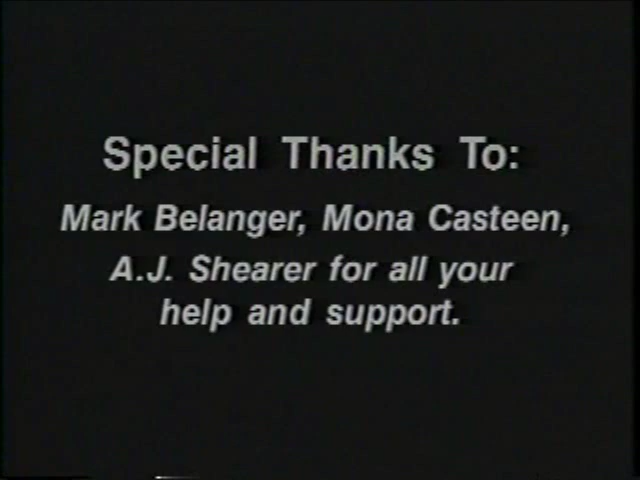 Special Thanks To:
Mark Belanger, Mona Casteen,
A.J. Shearer for all your
help and support.